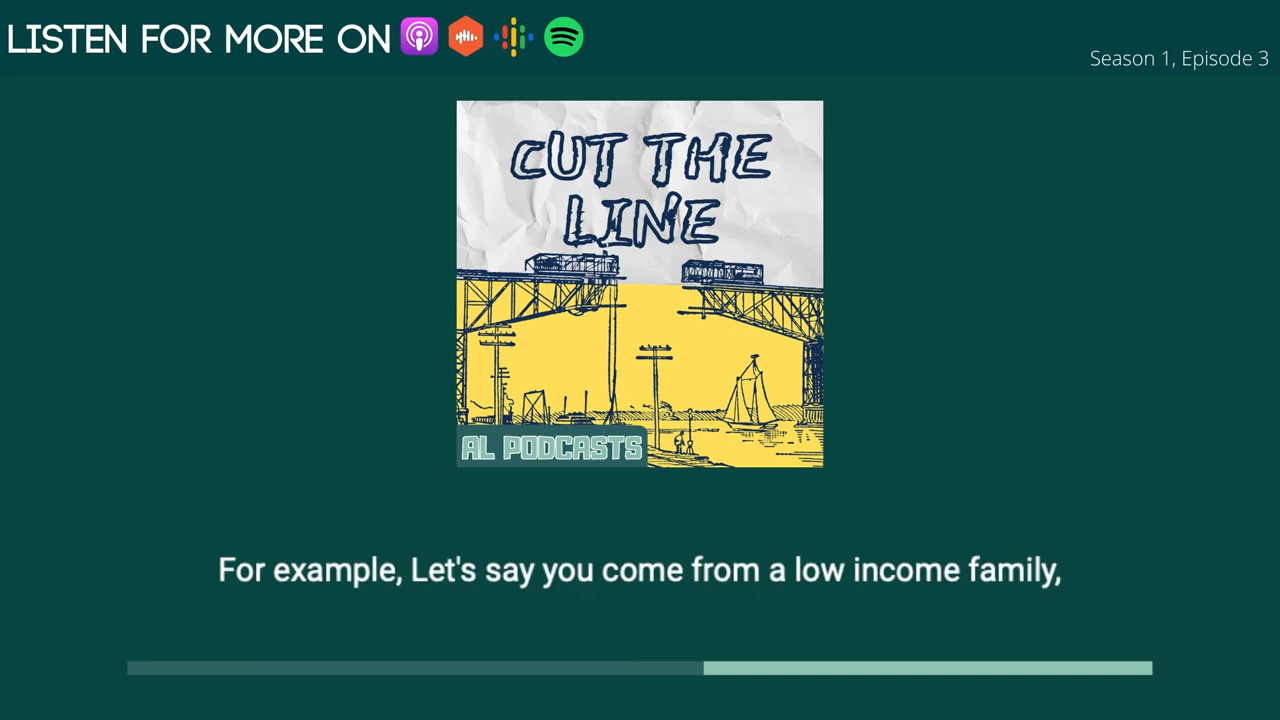 LISTEN FOR MORE ON
Season 1, Episode 3
CUT THE
LINE
AL PODCASTS
For example, Let's say you come from a low income family,